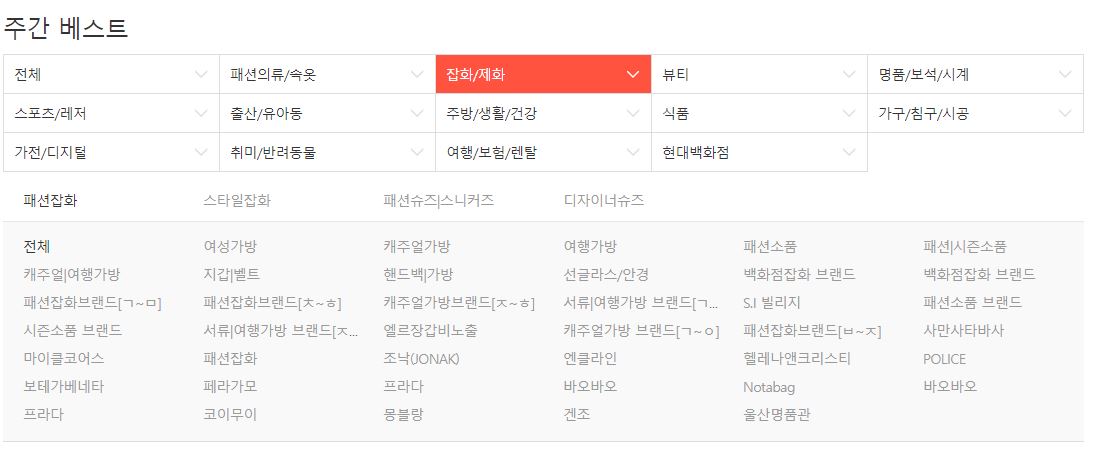 주간 베스트
전체 패션의류/속옷 잡화/제화 뷰티 명품/보석/시계
스포츠/레저 출산/유아동 주방/생활/건강 식품 가구/침구/시공
가전/디지털 취미/반려동물 여행/보험/렌탈 현대백화점
패션잡화 스타일잡화 패션슈즈|스니커즈 디자이너슈즈
전체 여성가방 캐주얼가방 여행가방 패션소품 패션|시즌소품
캐주얼|여행가방 지갑|벨트 핸드백|가방 선글라스/안경 백화점잡화 브랜드 백화점잡화 브랜드
패션잡화브랜드[ㄱ~ㅁ] 패션잡화브랜드[ㅊ~ㅎ] 캐주얼가방브랜드[ㅈ~ㅎ] 서류|여행가방 브랜드[ㄱ... S.I 빌리지 패션소품 브랜드
시즌소품 브랜드 서류|여행가방 브랜드[ㅈ... 엘르장갑비노출 캐주얼가방 브랜드[ㄱ~ㅇ] 패션잡화브랜드[ㅂ~ㅈ] 사만사타바사
마이클코어스 패션잡화 조낙(JONAK) 엔클라인 헬레나앤크리스티 POLICE
보테가베네타 페라가모 프라다 바오바오 Notabag 바오바오
프라다 코이무이 몽블랑 겐조 울산명품관